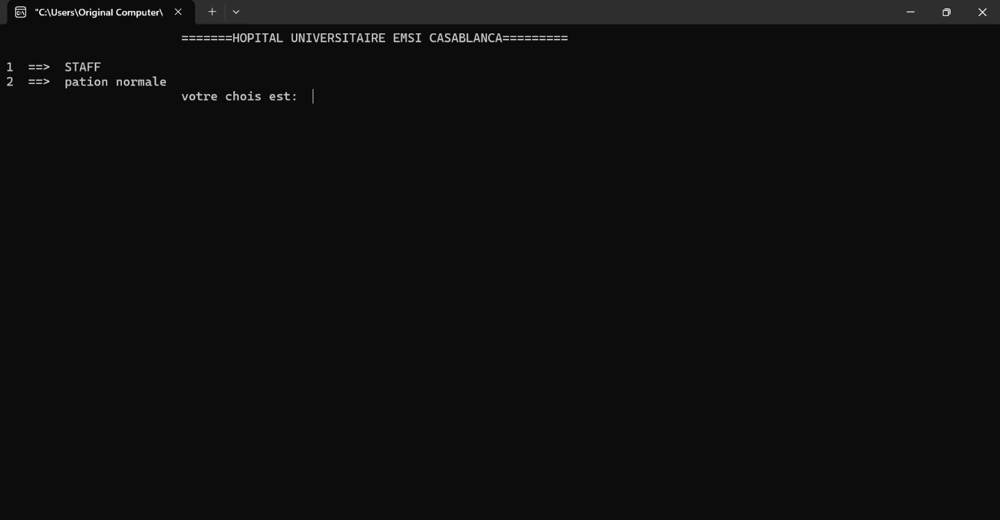 "C:\Users\Original Computer\
=======HOPITAL UNIVERSITAIRE EMSI CASABLANCA=========
1  ==>  STAFF
2  ==>  pation normale
votre chois est: